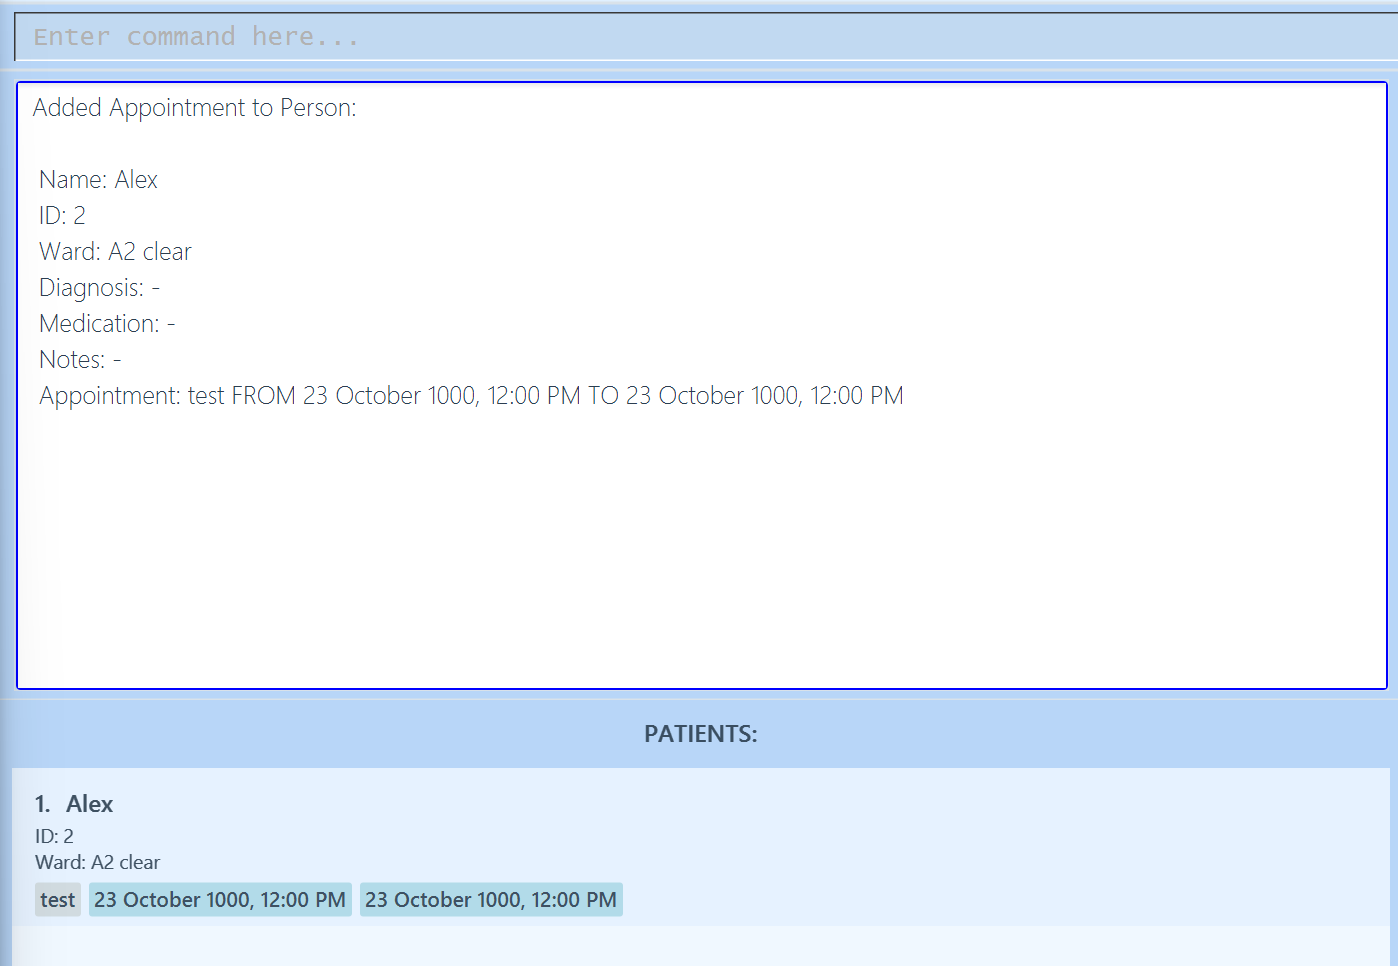 Enter command here...
Added Appointment to Person:
Name: Alex
ID: 2
Ward: A2 clear
Diagnosis: -
Medication: -
Notes: -
Appointment: test FROM 23 October 1000, 12:00 PM TO 23 October 1000, 12:00 PM
PATIENTS:
1. Alex
ID: 2
Ward: A2 clear
test 23 October 1000, 12:00 PM 23 October 1000, 12:00 PM